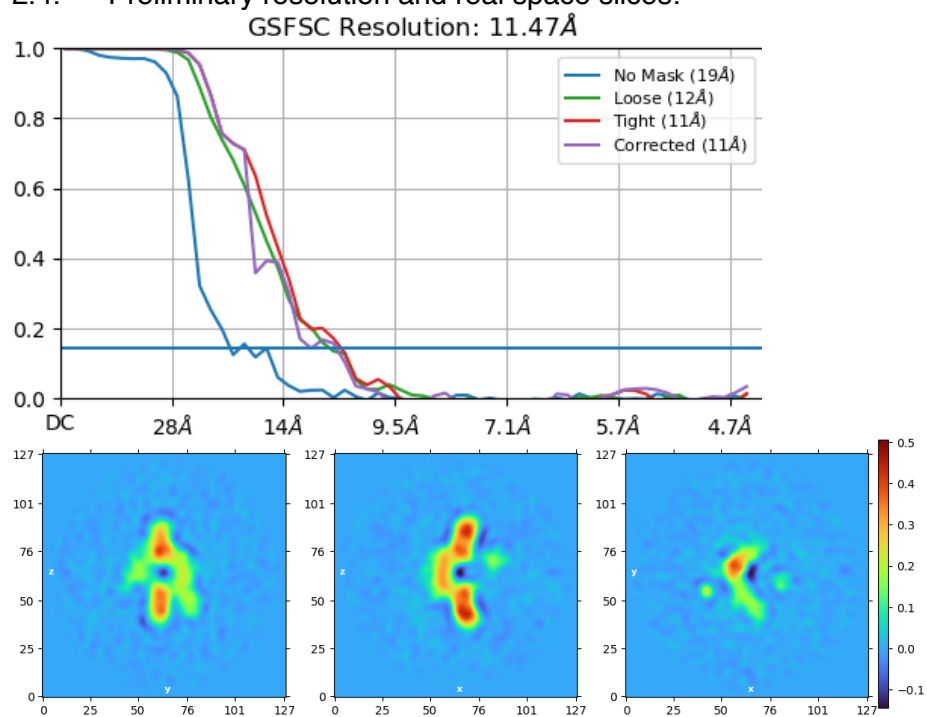 2.4. Preliminary resolution and real space slices:
GSFSC Resolution: 11.47Å
1.0
No Mask (19Å)
Loose (12Å)
Tight (11Å)
Corrected (11Å)
0.8
0.6
0.4
0.2
0.0
DC 28Å 14Å 9.5Å 7.1Å 5.7Å 4.7Å
127 127 127 0.5
101 101 101 0.4
76 76 76 0.3
z z y
0.2
50 50 50 0.1
25 25 25 0.0
y x x −0.1
0 0 0
0 25 50 76 101 127 0 25 50 76 101 127 0 25 50 76 101 127